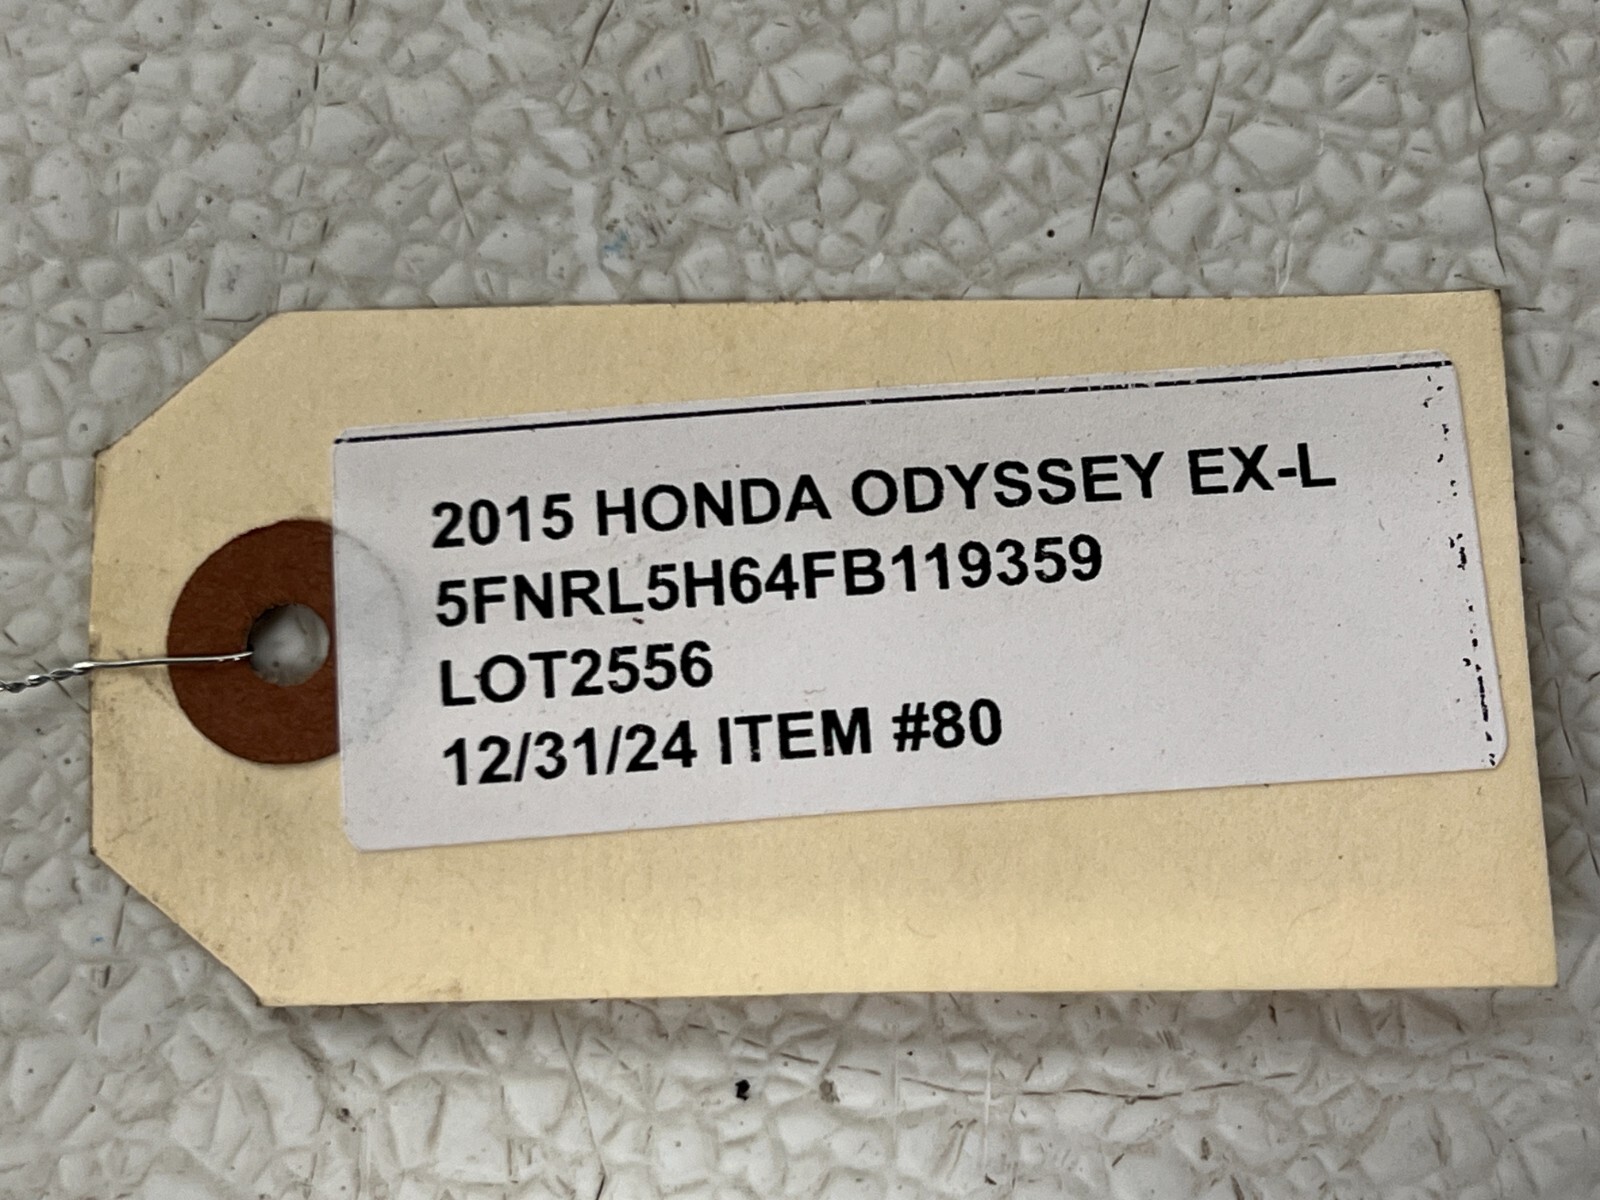 2015 HONDA ODYSSEY EX-L
5FNRL5H64FB119359
LOT2556
12/31/24 ITEM #80